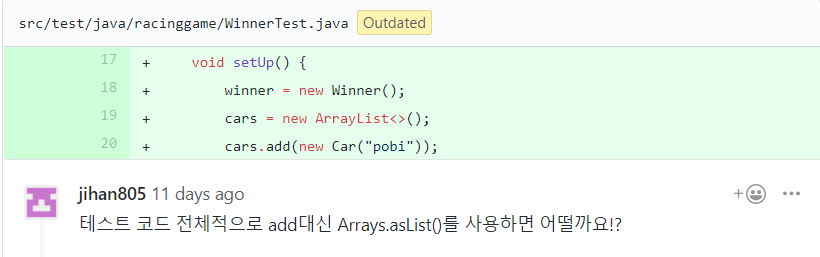 src/test/java/racinggame/WinnerTest.java Outdated
17 + void setUp() {
18 + winner = new Winner();
19 + cars = new ArrayList<>();
20 + cars.add(new Car("pobi"));
jihan805 11 days ago
테스트 코드 전체적으로 add대신 Arrays.asList()를 사용하면 어떨까요!?